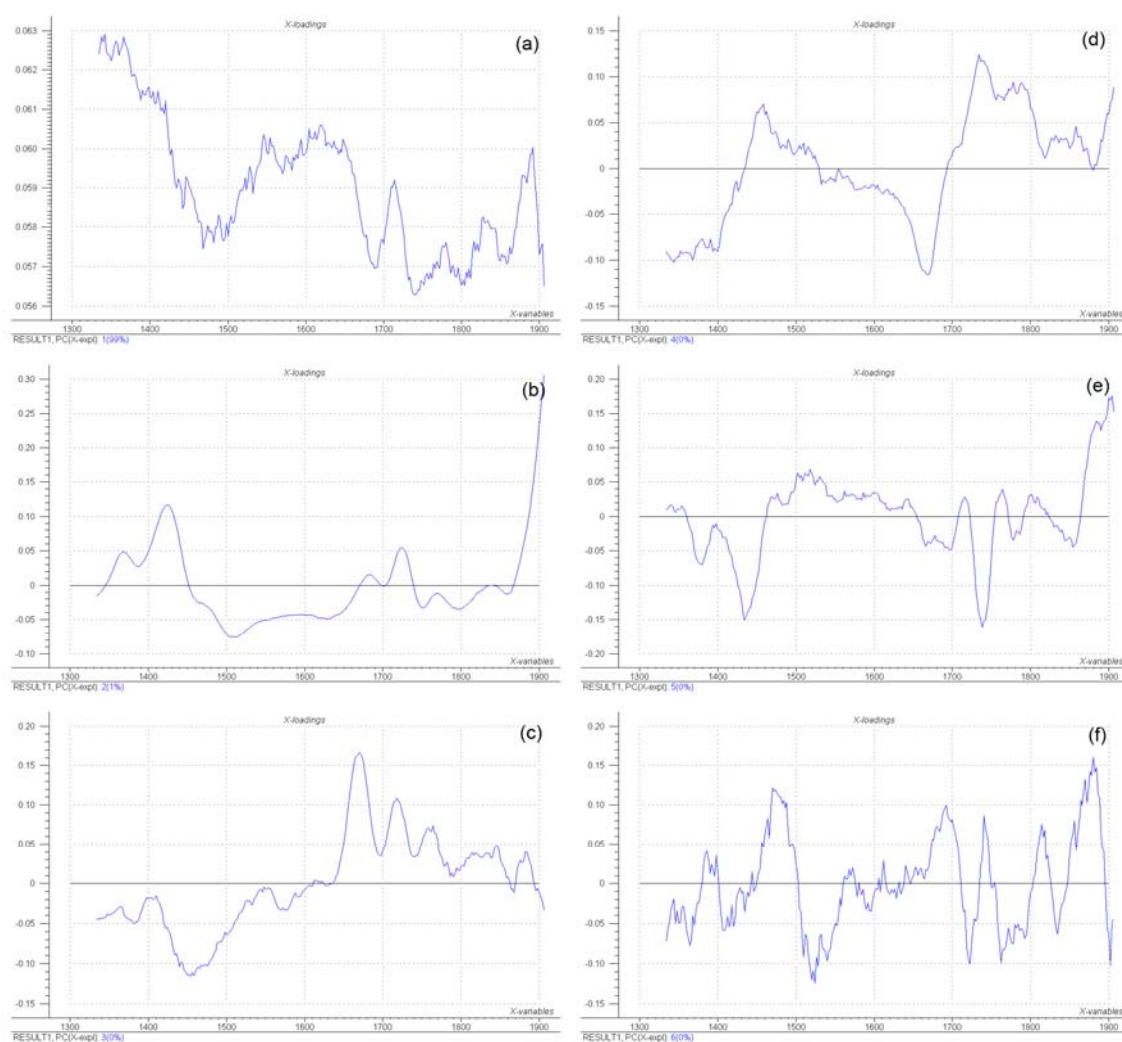 X-loadings
(a)
0.063
0.062
0.061
0.060
0.059
0.058
0.057
0.056
X-variables
1300 1400 1500 1600 1700 1800 1900
RESULT1, PC(X-expl): 1(99%)
X-loadings
(d)
0.15
0.10
0.05
0
-0.05
-0.10
-0.15
X-variables
1300 1400 1500 1600 1700 1800 1900
RESULT1, PC(X-expl): 4(0%)
X-loadings
(b)
0.30
0.25
0.20
0.15
0.10
0.05
0
-0.05
-0.10
X-variables
1300 1400 1500 1600 1700 1800 1900
RESULT1, PC(X-expl): 2(1%)
X-loadings
(e)
0.20
0.15
0.10
0.05
0
-0.05
-0.10
-0.15
-0.20
X-variables
1300 1400 1500 1600 1700 1800 1900
RESULT1, PC(X-expl): 5(0%)
X-loadings
(c)
0.20
0.15
0.10
0.05
0
-0.05
-0.10
-0.15
X-variables
1300 1400 1500 1600 1700 1800 1900
RESULT1, PC(X-expl): 3(0%)
X-loadings
(f)
0.20
0.15
0.10
0.05
0
-0.05
-0.10
-0.15
X-variables
1300 1400 1500 1600 1700 1800 1900
RESULT1, PC(X-expl): 6(0%)